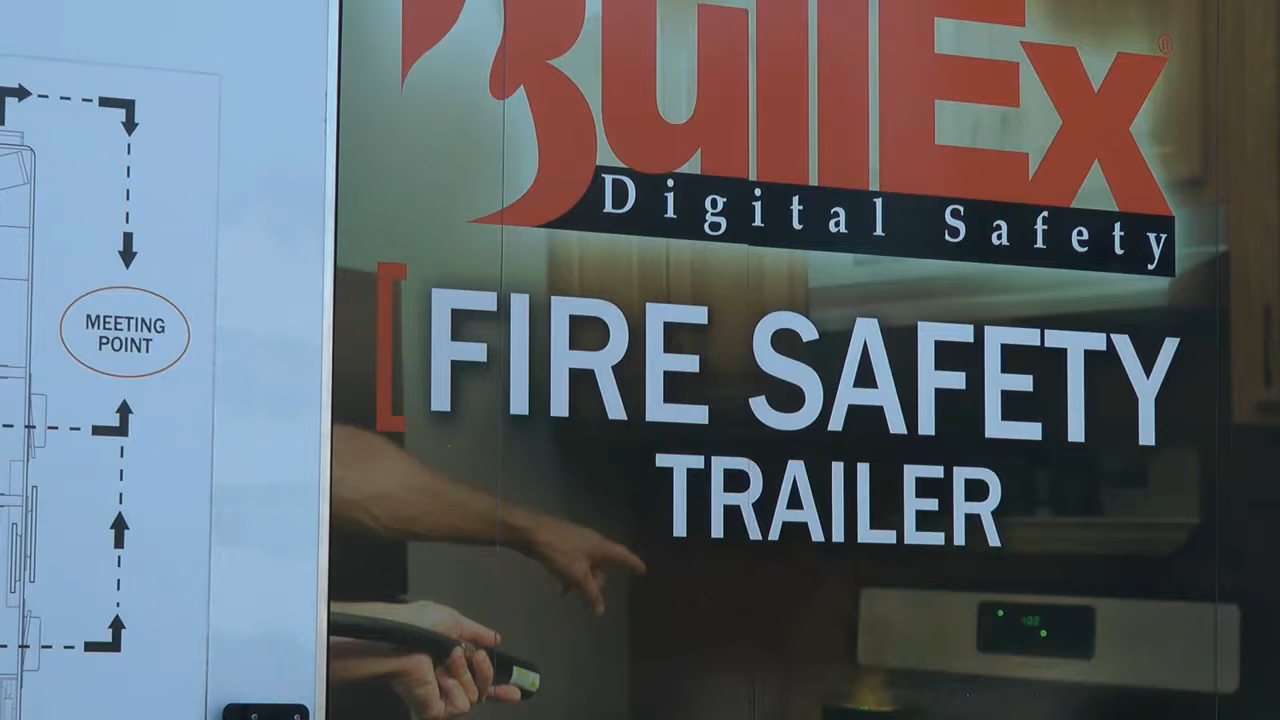 BullEx®
Digital Safety
MEETING
POINT
FIRE SAFETY
TRAILER